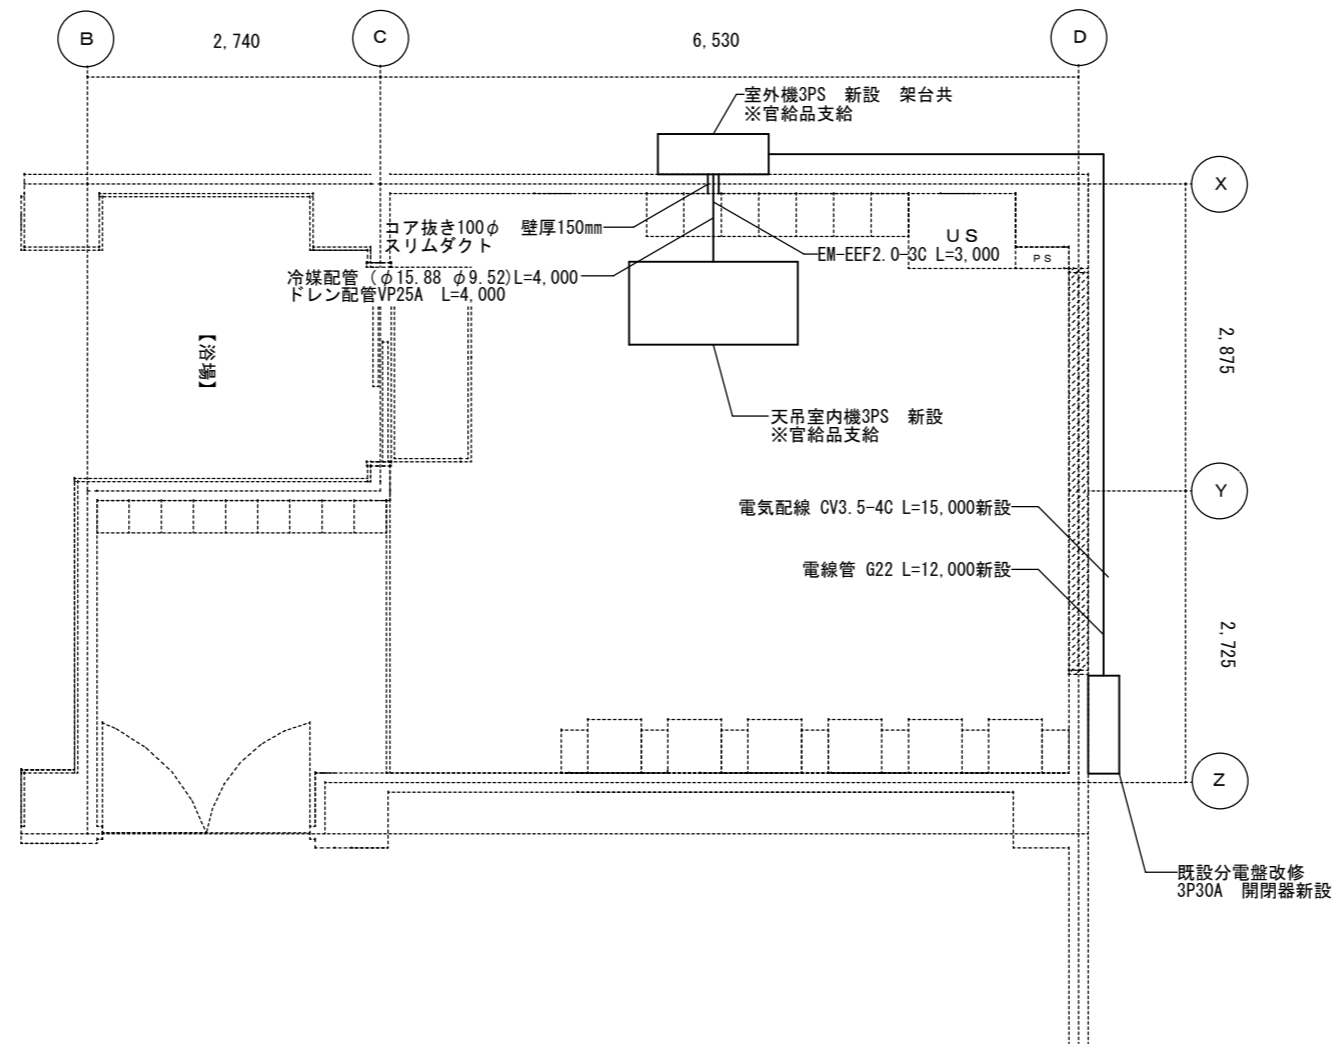 B
2,740
C
6,530
D
室外機3PS　新設　架台共
※官給品支給
X
コア抜き100φ　壁厚150mm
スリムダクト
US
PS
EM-EEF2.0-3C L=3,000
冷媒配管 (φ15.88 φ9.52)L=4,000
ドレン配管VP25A　L=4,000
【浴場】
2,875
天吊室内機3PS　新設
※官給品支給
Y
電気配線 CV3.5-4C L=15,000新設
電線管 G22 L=12,000新設
2,725
Z
既設分電盤改修
3P30A　開閉器新設